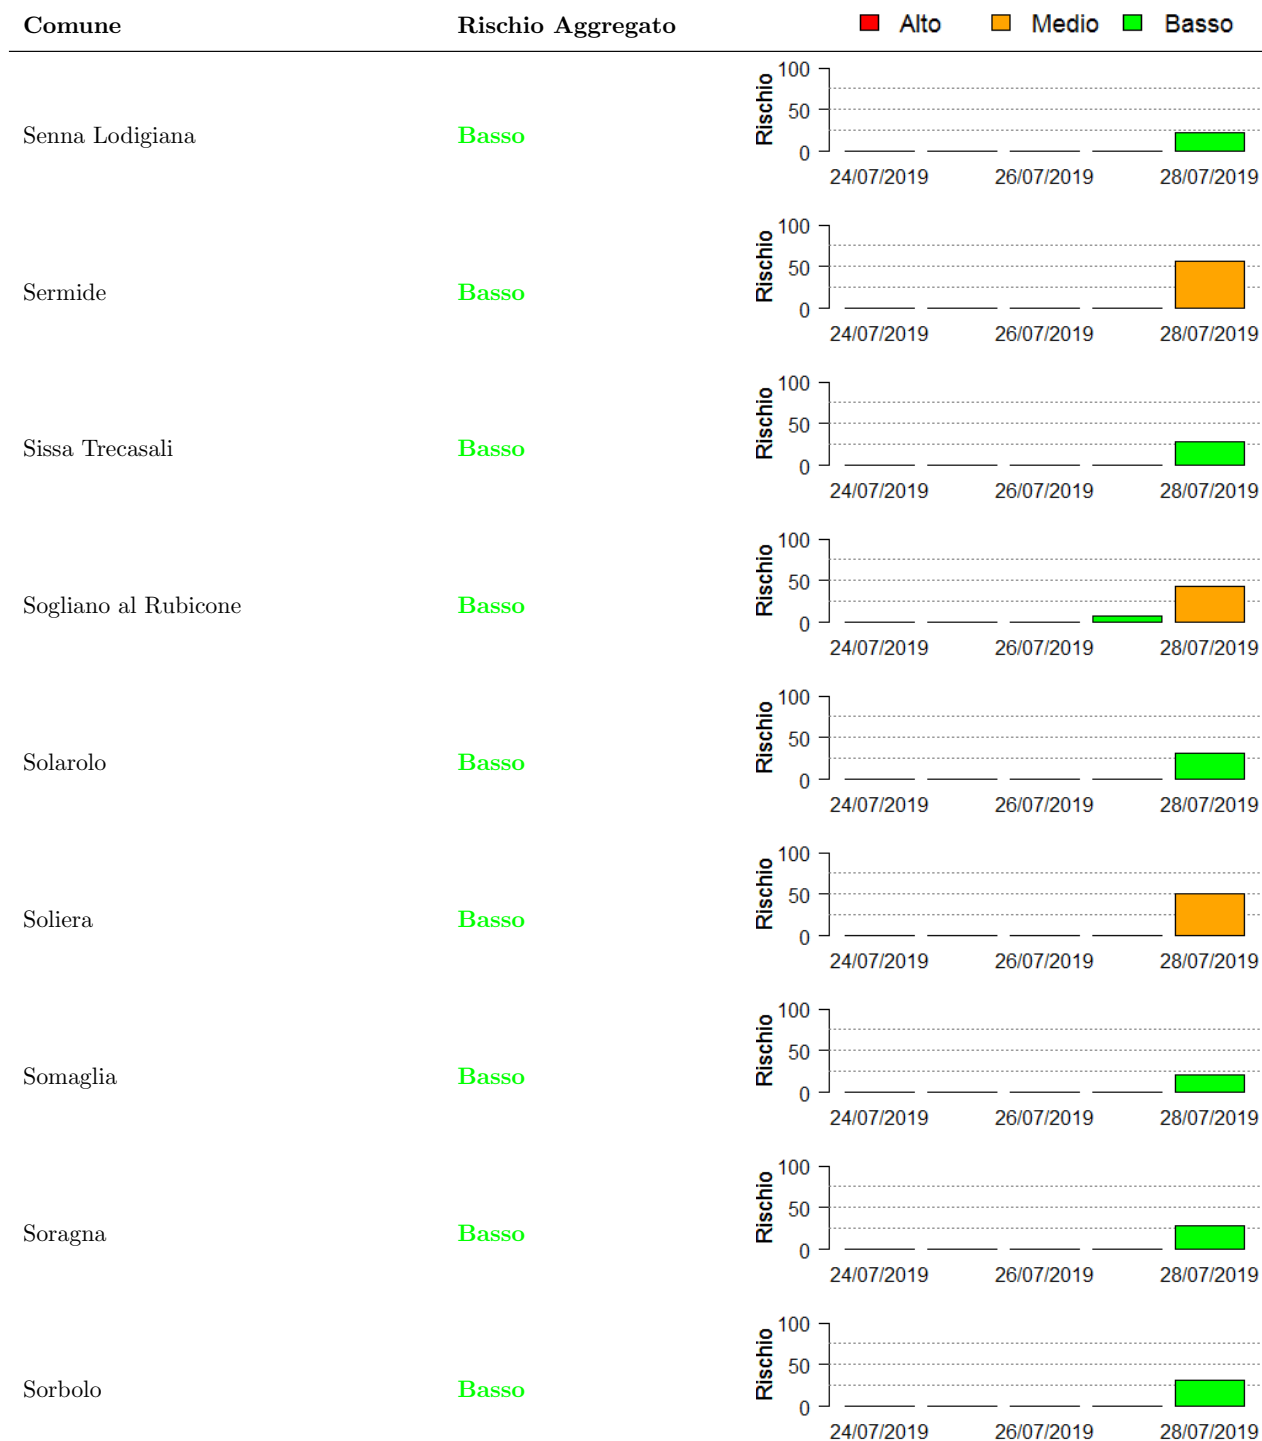 Comune Rischio Aggregato Alto Medio Basso
Senna Lodigiana Basso
Rischio
100
50
0
24/07/2019 26/07/2019 28/07/2019
Sermide Basso
Rischio
100
50
0
24/07/2019 26/07/2019 28/07/2019
Sissa Trecasali Basso
Rischio
100
50
0
24/07/2019 26/07/2019 28/07/2019
Sogliano al Rubicone Basso
Rischio
100
50
0
24/07/2019 26/07/2019 28/07/2019
Solarolo Basso
Rischio
100
50
0
24/07/2019 26/07/2019 28/07/2019
Soliera Basso
Rischio
100
50
0
24/07/2019 26/07/2019 28/07/2019
Somaglia Basso
Rischio
100
50
0
24/07/2019 26/07/2019 28/07/2019
Soragna Basso
Rischio
100
50
0
24/07/2019 26/07/2019 28/07/2019
Sorbolo Basso
Rischio
100
50
0
24/07/2019 26/07/2019 28/07/2019